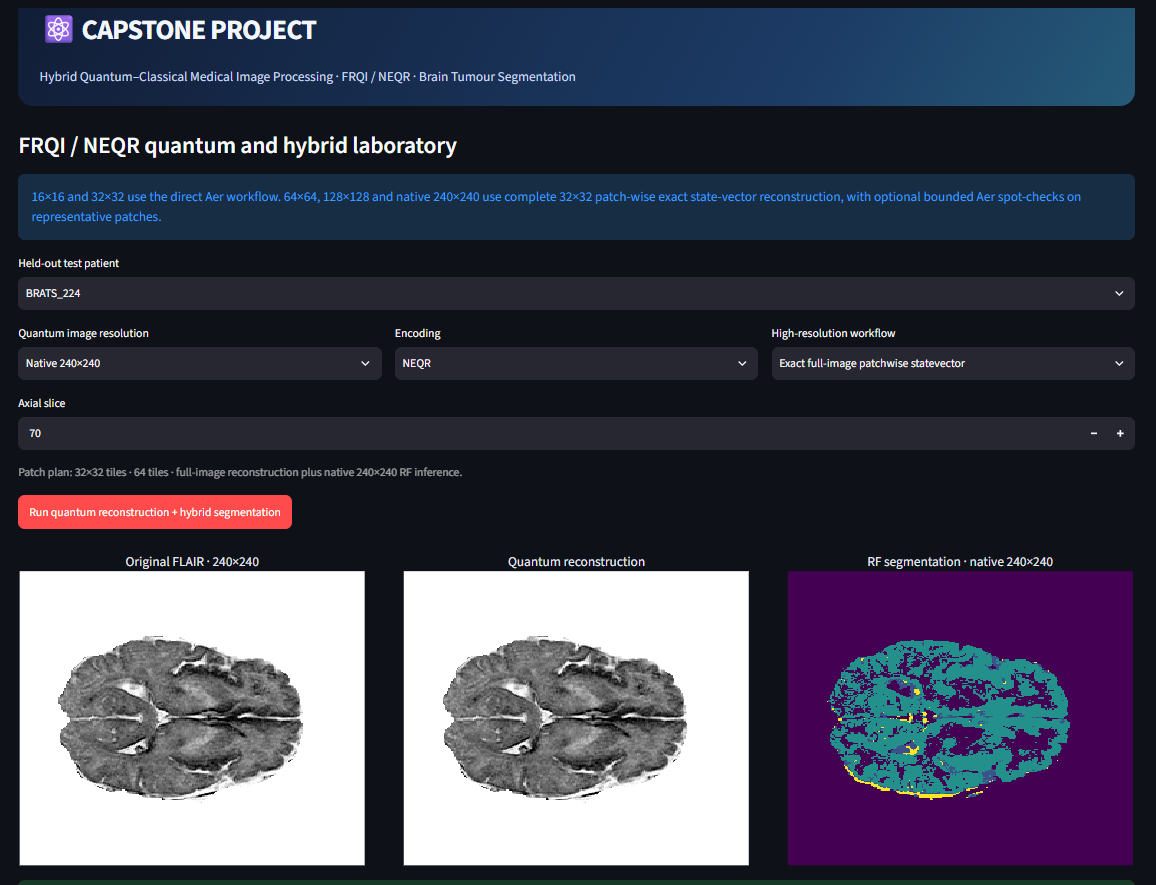 CAPSTONE PROJECT
Hybrid Quantum–Classical Medical Image Processing · FRQI / NEQR · Brain Tumour Segmentation
FRQI / NEQR quantum and hybrid laboratory
16×16 and 32×32 use the direct Aer workflow. 64×64, 128×128 and native 240×240 use complete 32×32 patch-wise exact state-vector reconstruction, with optional bounded Aer spot-checks on
representative patches.
Held-out test patient
BRATS_224
Quantum image resolution
Encoding
High-resolution workflow
Native 240×240
NEQR
Exact full-image patchwise statevector
Axial slice
70
Patch plan: 32×32 tiles · 64 tiles · full-image reconstruction plus native 240×240 RF inference.
Run quantum reconstruction + hybrid segmentation
Original FLAIR · 240×240
Quantum reconstruction
RF segmentation · native 240×240